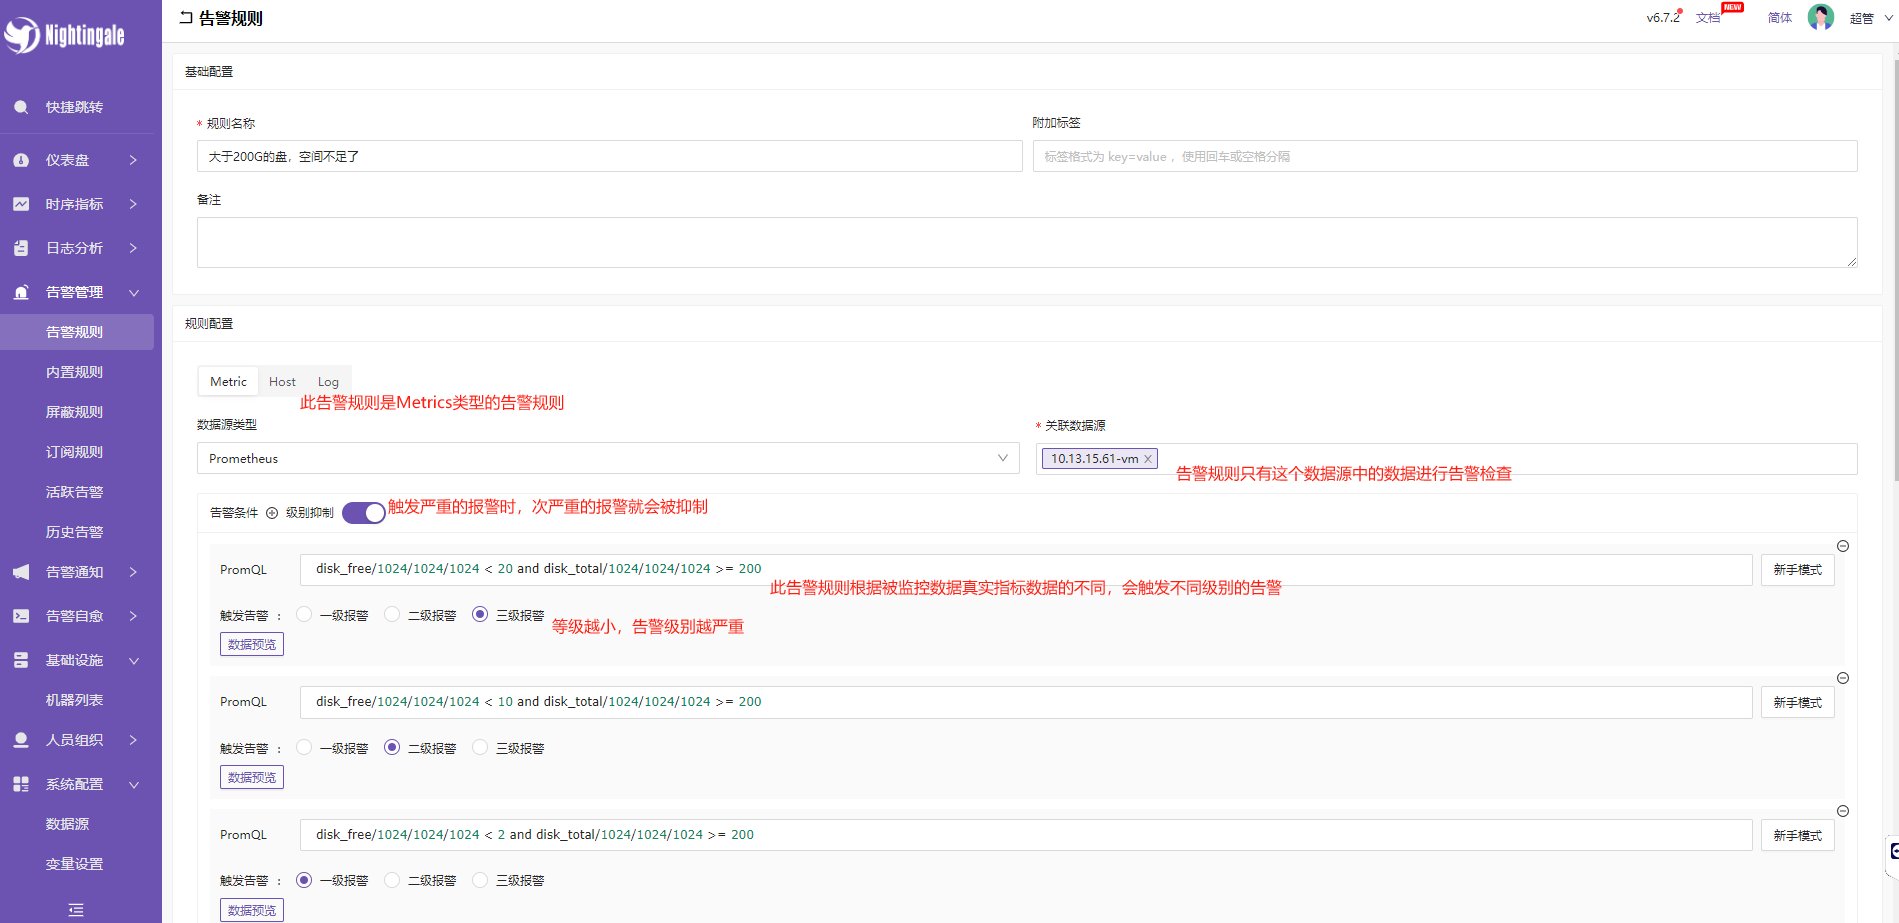 Nightingale
快捷跳转
仪表盘
时序指标
日志分析
告警管理
告警规则
内置规则
屏蔽规则
订阅规则
活跃告警
历史告警
告警通知
告警自愈
基础设施
机器列表
人员组织
系统配置
数据源
变量设置
告警规则
v6.7.2 文档 NEW 简体 超管
基础配置
* 规则名称
附加标签
大于200G的盘，空间不足了
标签格式为 key=value ，使用回车或空格分隔
备注
规则配置
Metric Host Log
此告警规则是Metrics类型的告警规则
数据源类型
* 关联数据源
Prometheus
10.13.15.61-vm
告警规则只有这个数据源中的数据进行告警检查
告警条件 级别抑制
触发严重的报警时，次严重的报警就会被抑制
PromQL
disk_free/1024/1024/1024 < 20 and disk_total/1024/1024/1024 >= 200
新手模式
此告警规则根据被监控数据真实指标数据的不同，会触发不同级别的告警
触发告警 : 一级报警 二级报警 三级报警
等级越小，告警级别越严重
数据预览
PromQL
disk_free/1024/1024/1024 < 10 and disk_total/1024/1024/1024 >= 200
新手模式
触发告警 : 一级报警 二级报警 三级报警
数据预览
PromQL
disk_free/1024/1024/1024 < 2 and disk_total/1024/1024/1024 >= 200
新手模式
触发告警 : 一级报警 二级报警 三级报警
数据预览